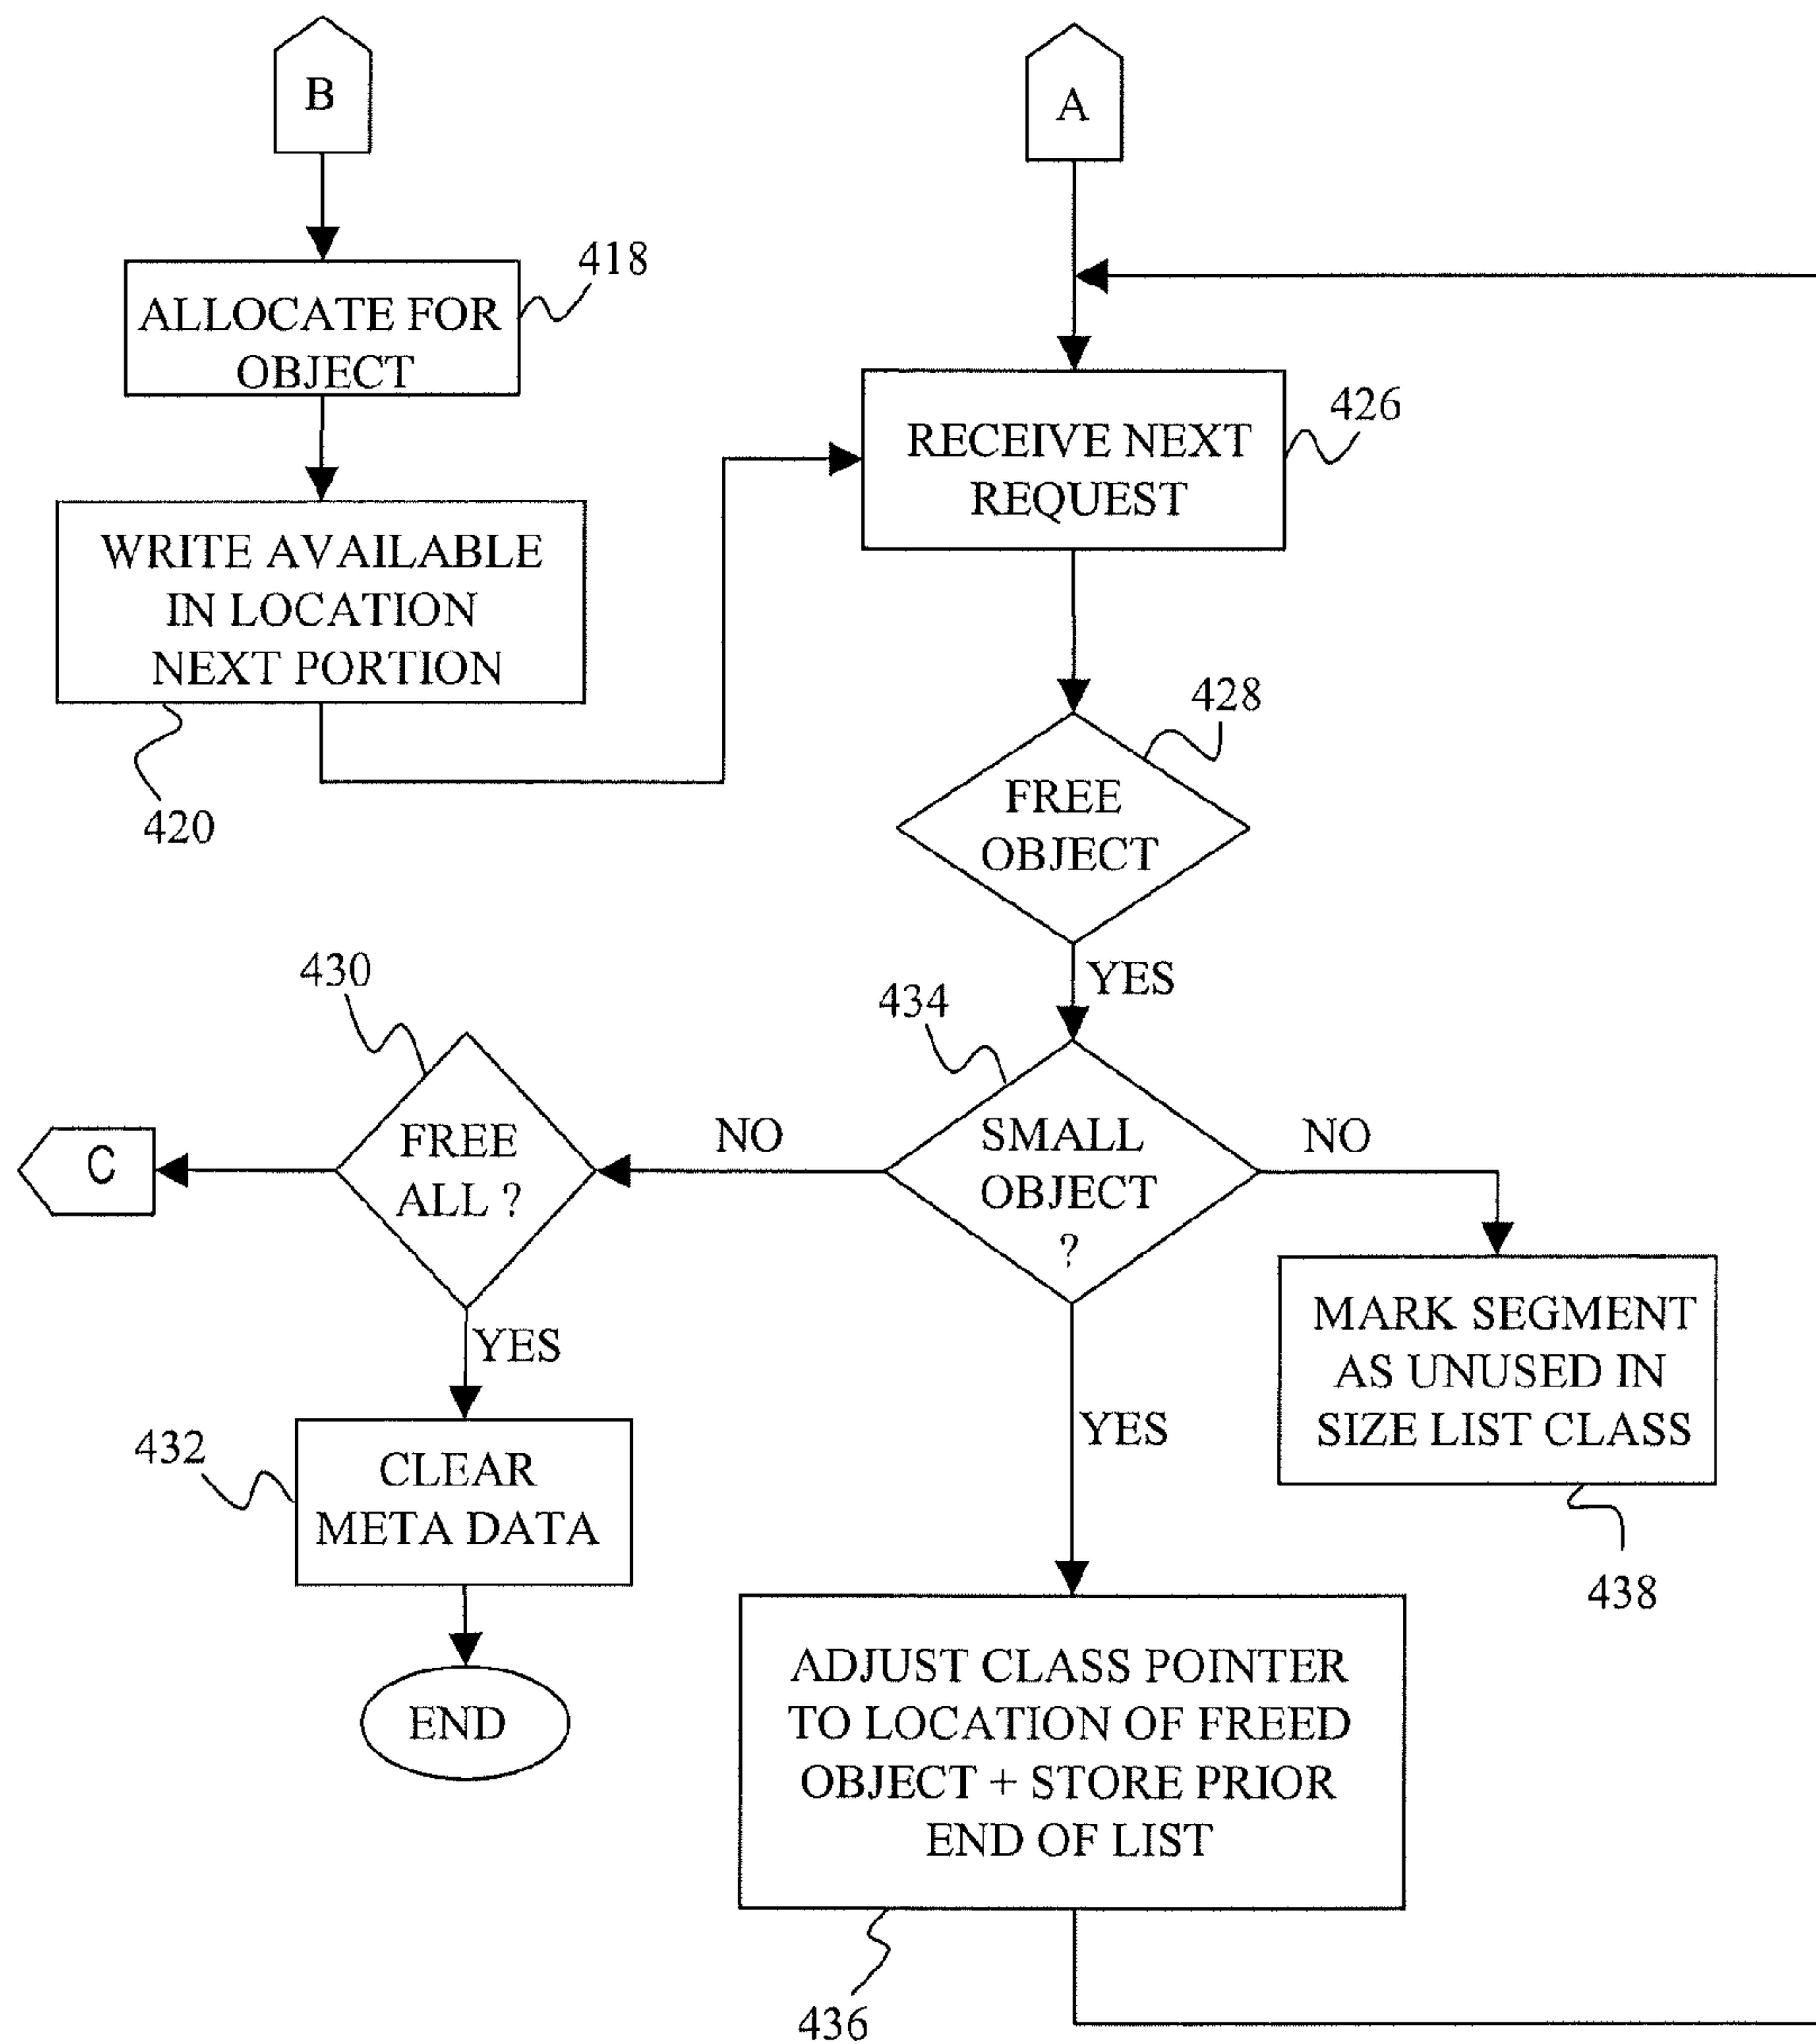 B
A
418
ALLOCATE FOR
OBJECT
426
RECEIVE NEXT
REQUEST
WRITE AVAILABLE
IN LOCATION
NEXT PORTION
420
428
FREE
OBJECT
YES
430
434
FREE
ALL ?
C
NO
SMALL
OBJECT
?
NO
YES
MARK SEGMENT
AS UNUSED IN
SIZE LIST CLASS
438
432
CLEAR
META DATA
YES
END
ADJUST CLASS POINTER
TO LOCATION OF FREED
OBJECT + STORE PRIOR
END OF LIST
436